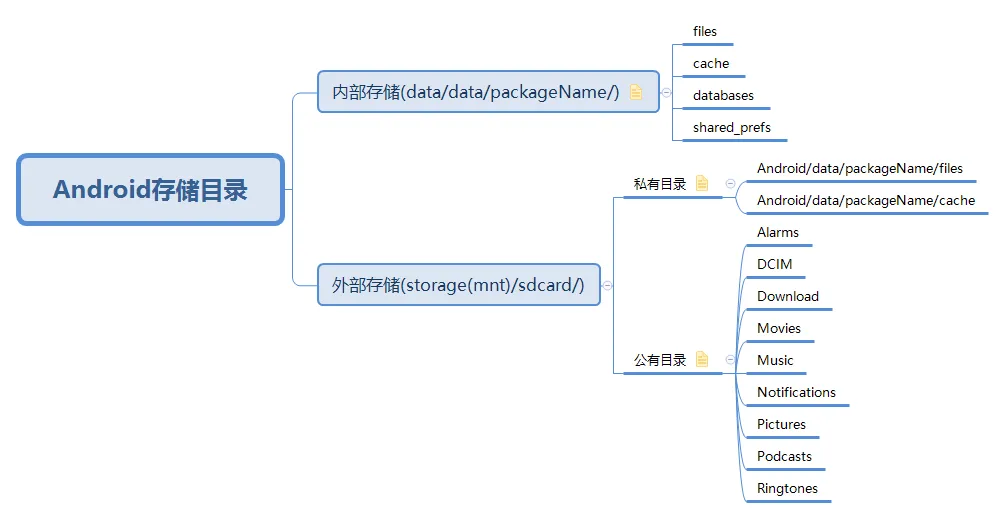 Android存储目录
内部存储(data/data/packageName/)
files
cache
databases
shared_prefs
外部存储(storage(mnt)/sdcard/)
私有目录
Android/data/packageName/files
Android/data/packageName/cache
公有目录
Alarms
DCIM
Download
Movies
Music
Notifications
Pictures
Podcasts
Ringtones